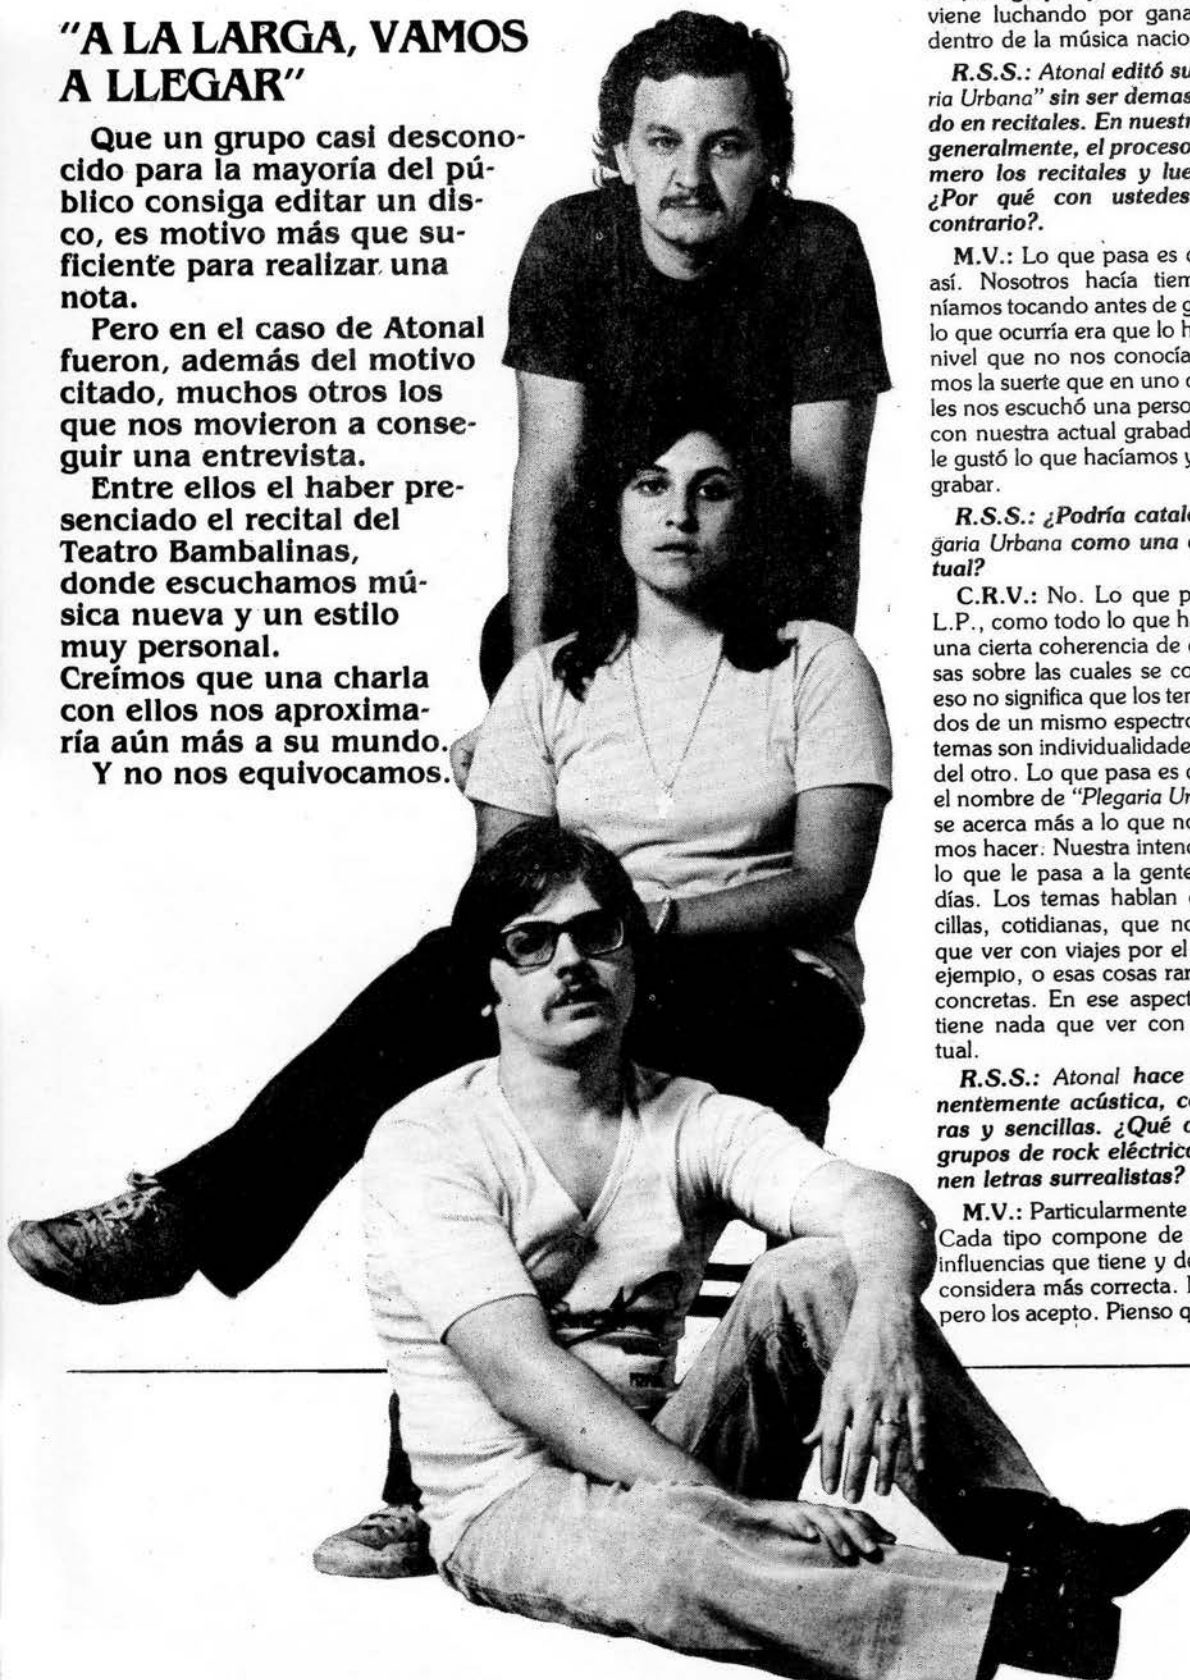 "A LA LARGA, VAMOS
A LLEGAR"
Que un grupo casi descono-
cido para la mayoría del pú-
blico consiga editar un dis-
co, es motivo más que su-
ficiente para realizar una
nota.
Pero en el caso de Atonal
fueron, además del motivo
citado, muchos otros los
que nos movieron a conse-
guir una entrevista.
Entre ellos el haber pre-
senciado el recital del
Teatro Bambalinas,
donde escuchamos mú-
sica nueva y un estilo
muy personal.
Creímos que una charla
con ellos nos aproxima-
ría aún más a su mundo.
Y no nos equivocamos.
viene luchando por gana
dentro de la música nacio
R.S.S.: Atonal editó su
ria Urbana" sin ser demas
do en recitales. En nuestr
generalmente, el proceso
mero los recitales y lue
¿Por qué con ustedes
contrario?.
M.V.: Lo que pasa es
así. Nosotros hacía tiem
níamos tocando antes de g
lo que ocurría era que lo h
nivel que no nos conocía
mos la suerte que en uno
les nos escuchó una perso
con nuestra actual grabad
le gustó lo que hacíamos y
grabar.
R.S.S.: ¿Podría catal
garia Urbana como una
tual?
C.R.V.: No. Lo que p
L.P., como todo lo que h
una cierta coherencia de
sas sobre las cuales se co
eso no significa que los ter
dos de un mismo espectro
temas son individualidade
del otro. Lo que pasa es
el nombre de "Plegaria Ur
se acerca más a lo que no
mos hacer. Nuestra intenc
lo que le pasa a la gente
días. Los temas hablan
cillas, cotidianas, que no
que ver con viajes por el
ejemplo, o esas cosas rar
concretas. En ese aspect
tiene nada que ver con
tual.
R.S.S.: Atonal hace
nentemente acústica, c
ras y sencillas. ¿Qué
grupos de rock eléctric
nen letras surrealistas?
M.V.: Particularmente
Cada tipo compone de
influencias que tiene y de
considera más correcta.
pero los acepto. Pienso q